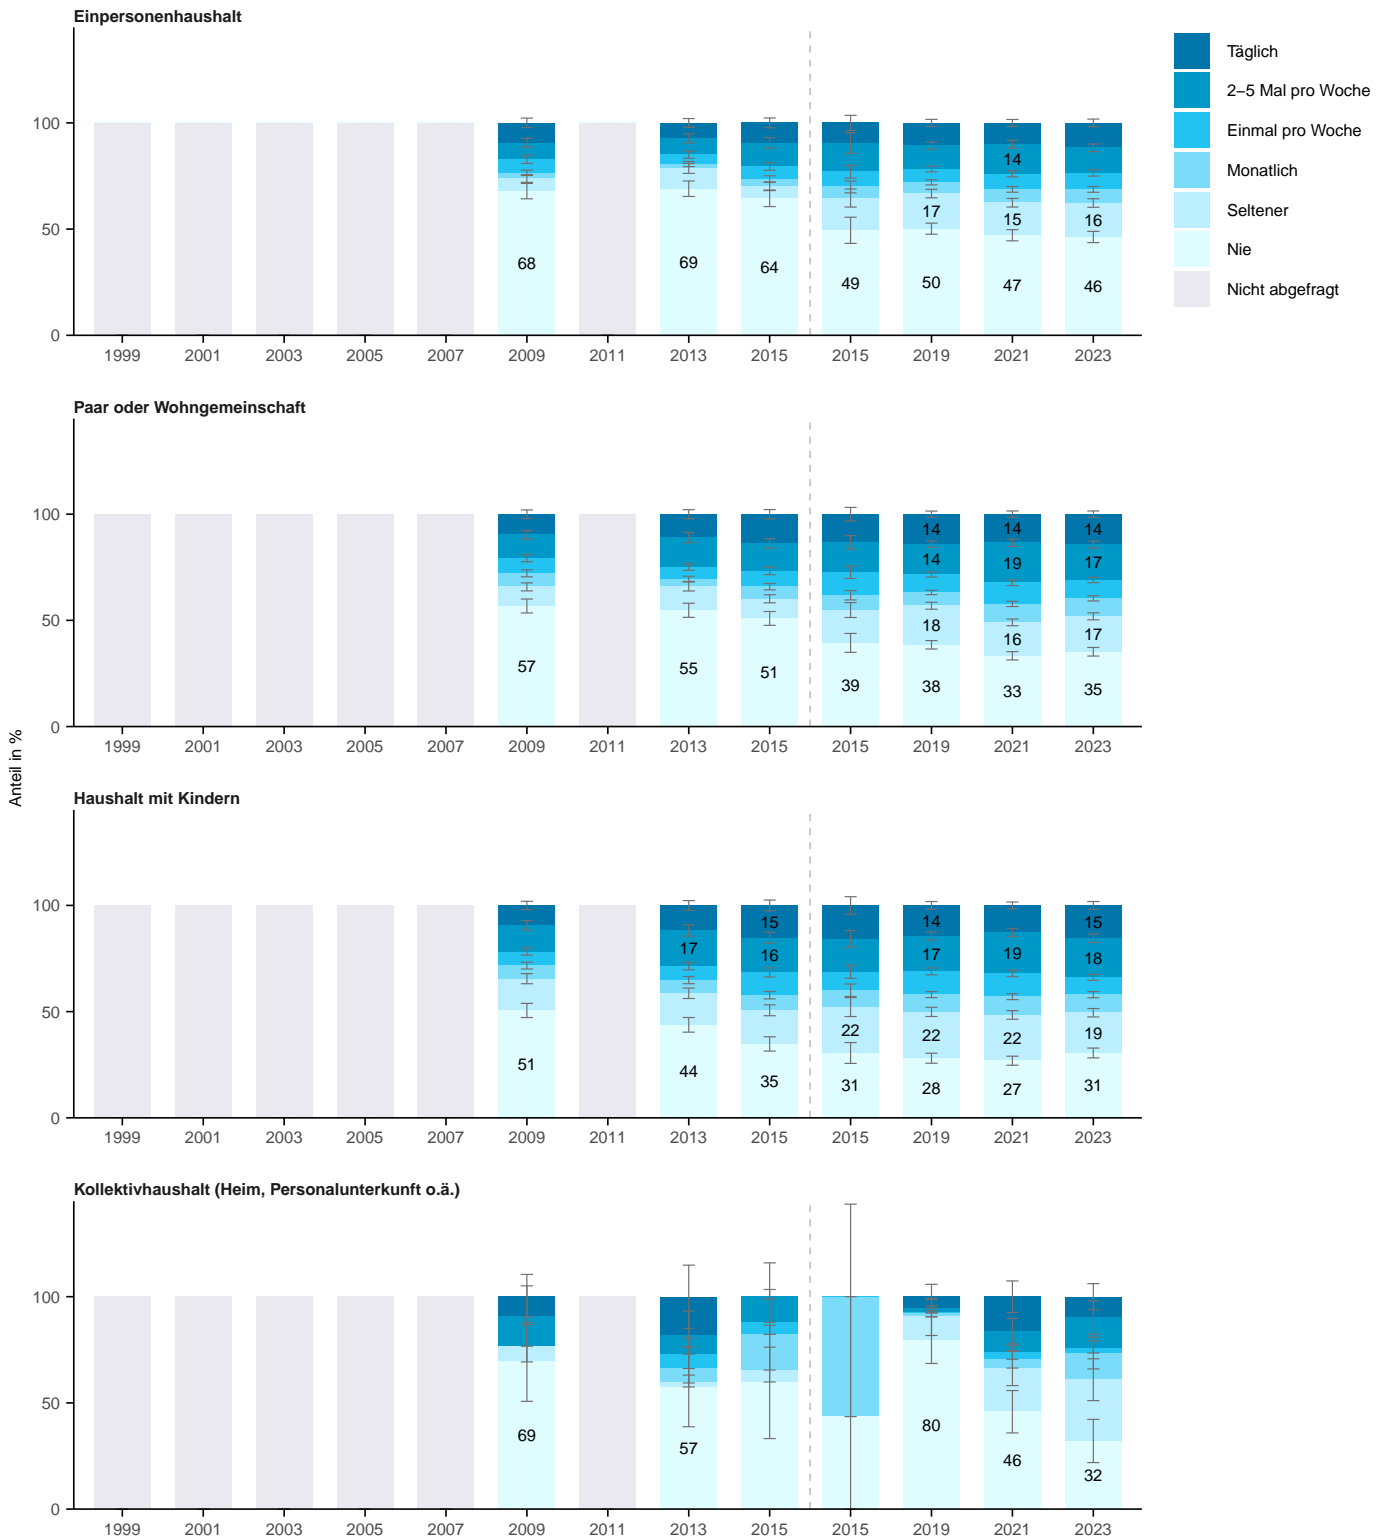 Einpersonenhaushalt
Täglich
2–5 Mal pro Woche
Einmal pro Woche
Monatlich
Seltener
Nie
Nicht abgefragt
100
50
0
14
17
15
16
68
69
64
49
50
47
46
1999 2001 2003 2005 2007 2009 2011 2013 2015 2015 2019 2021 2023
Paar oder Wohngemeinschaft
100
50
0
14 14 14
14 19 17
18 16 17
57 55 51 39 38 33 35
1999 2001 2003 2005 2007 2009 2011 2013 2015 2015 2019 2021 2023
Anteil in %
Haushalt mit Kindern
100
50
0
15 14 15
17 16 17 19 18
22 22 22 19
51 44 35 31 28 27 31
1999 2001 2003 2005 2007 2009 2011 2013 2015 2015 2019 2021 2023
Kollektivhaushalt (Heim, Personalunterkunft o.ä.)
100
50
0
69 57 80 46 32
1999 2001 2003 2005 2007 2009 2011 2013 2015 2015 2019 2021 2023